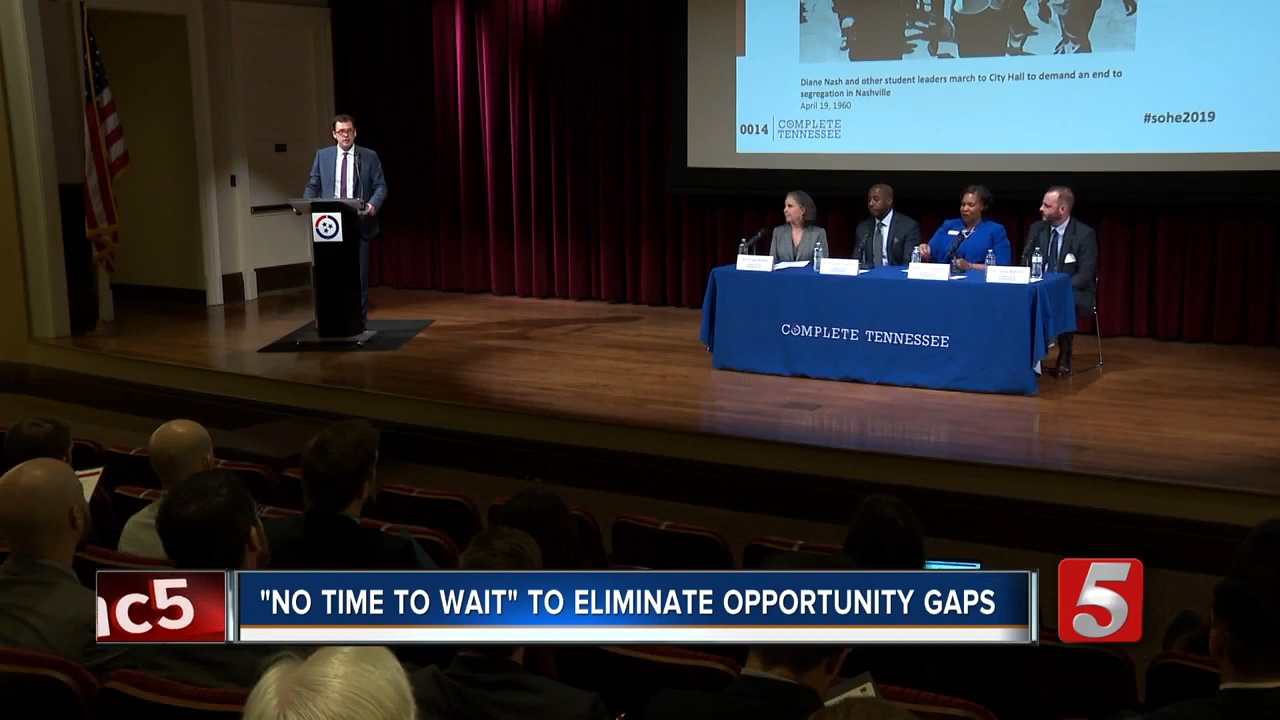 Diane Nash and other student leaders march to City Hall to demand an end to
segregation in Nashville
April 19, 1960
0014
COMPLETE
TENNESSEE
#sohe2019
COMPLETE TENNESSEE
5
"NO TIME TO WAIT" TO ELIMINATE OPPORTUNITY GAPS
5